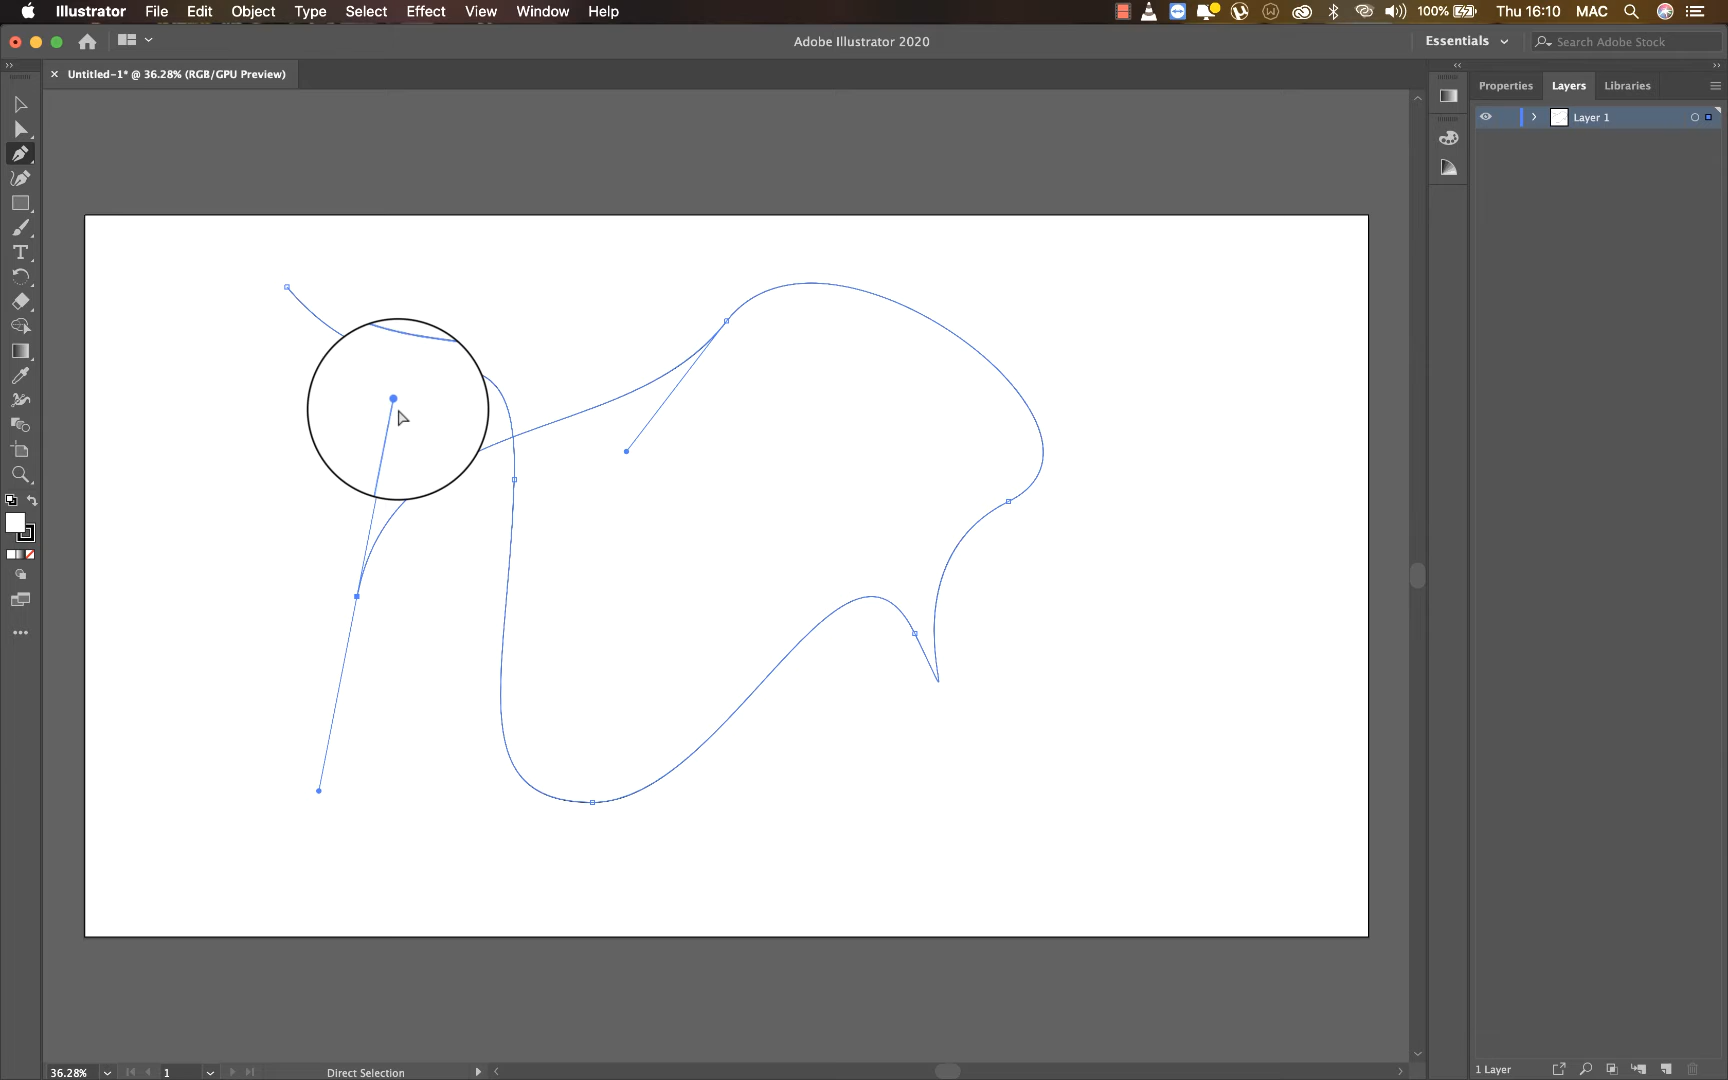 Illustrator File Edit Object Type Select Effect View Window Help 100% Thu 16:10 MAC
Adobe Illustrator 2020 Essentials Search Adobe Stock
× Untitled-1* @ 36.28% (RGB/GPU Preview)
Properties Layers Libraries
Layer 1
36.28% 1 Direct Selection
1 Layer